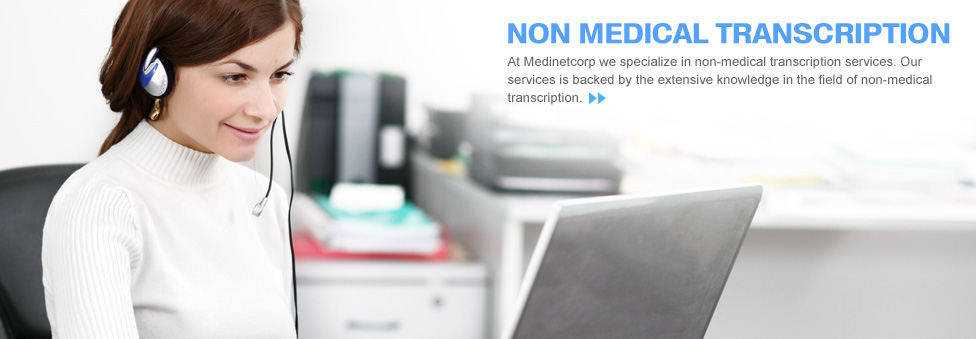 NON MEDICAL TRANSCRIPTION
At Medinetcorp we specialize in non-medical transcription services. Our
services is backed by the extensive knowledge in the field of non-medical
transcription.